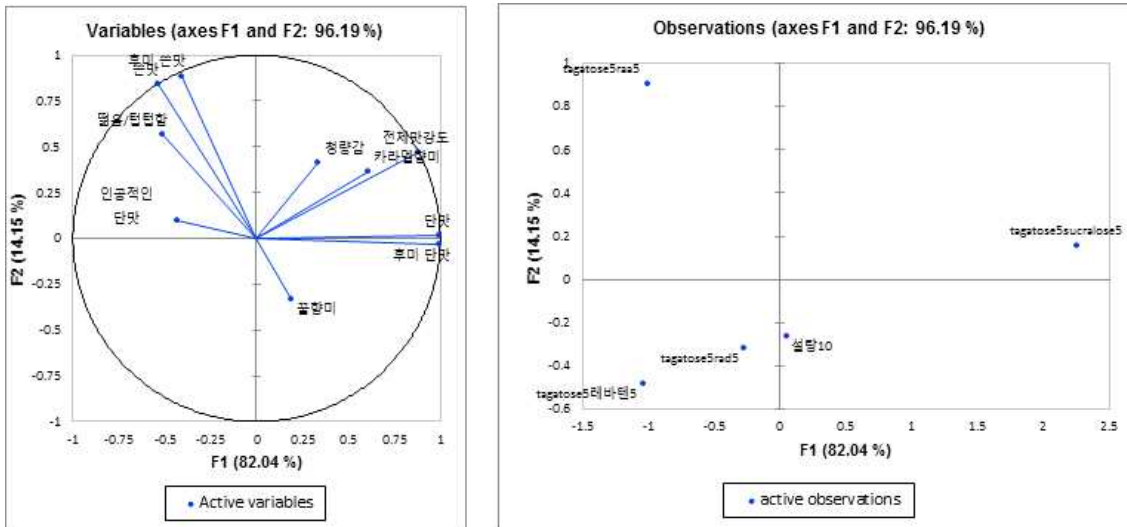 Variables (axes F1 and F2: 96.19 %)
후미 쓴맛
쓴맛
떫음/텁텁함
인공적인
단맛
청량감
전체맛강도
카라멜향미
단맛
후미 단맛
꿀향미
1
0.75
0.5
0.25
0
-0.25
-0.5
-0.75
-1
F2 (14.15 %)
-1
-0.75
-0.5
-0.25
0
0.25
0.5
0.75
1
F1 (82.04 %)
Active variables
Observations (axes F1 and F2: 96.19 %)
tagatose5raa5
tagatose5sucralose5
tagatose5rad5
설탕10
tagatose5레바텐5
1
0.8
0.6
0.4
0.2
0
-0.2
-0.4
-0.6
F2 (14.15 %)
-1.5
-1
-0.5
0
0.5
1
1.5
2
2.5
F1 (82.04 %)
active observations